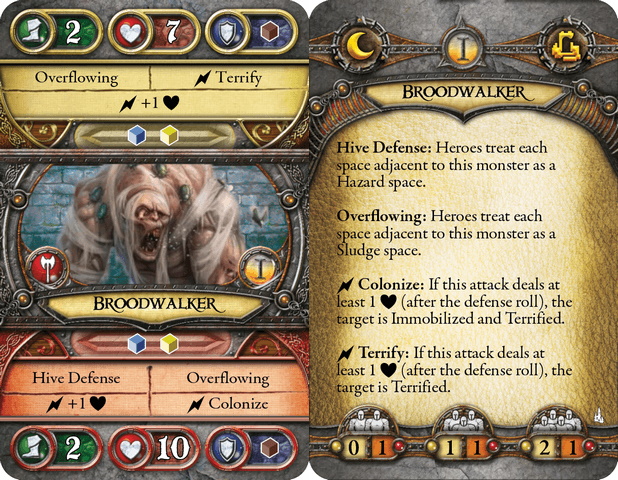 2 7
Overflowing Terrify
+1
I
BROODWALKER
Hive Defense Overflowing
+1 Colonize
2 10
I
BROODWALKER
Hive Defense: Heroes treat each
space adjacent to this monster as a
Hazard space.
Overflowing: Heroes treat each
space adjacent to this monster as a
Sludge space.
Colonize: If this attack deals at
least 1 (after the defense roll), the
target is Immobilized and Terrified.
Terrify: If this attack deals at
least 1 (after the defense roll), the
target is Terrified.
0 1 1 1 2 1